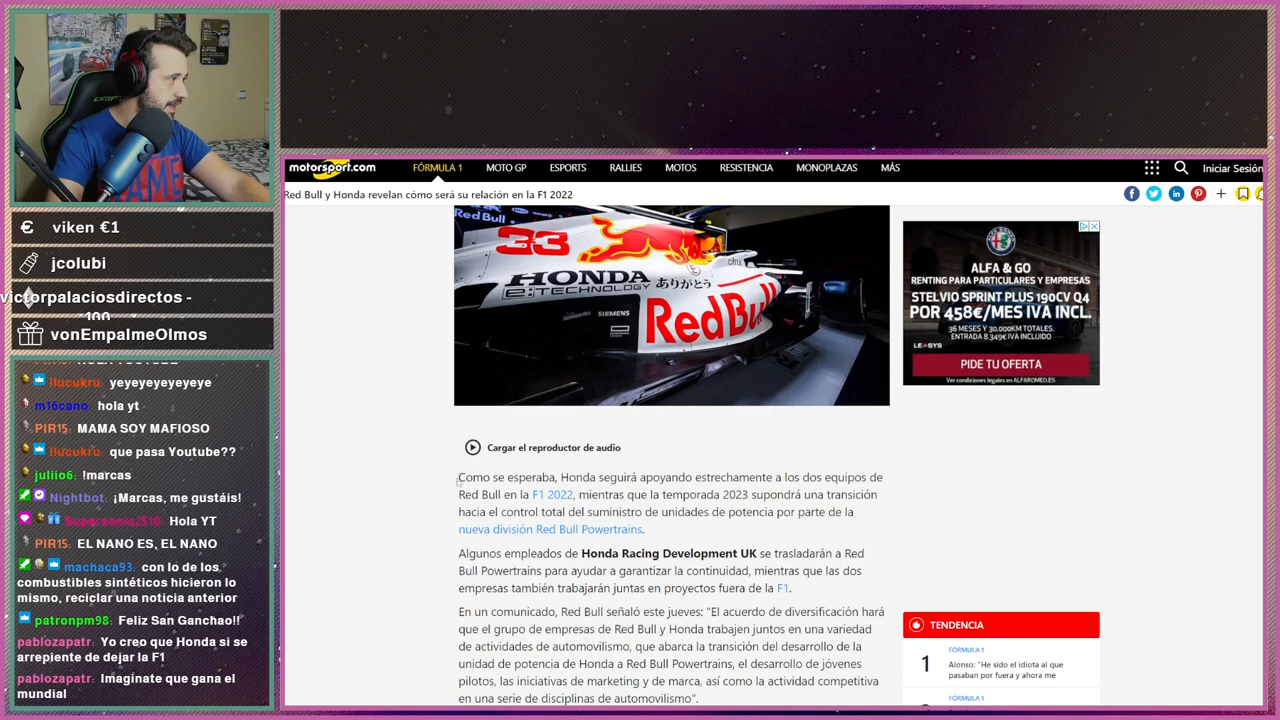 € viken €1
jcolubi
victorpalaciosdirectos -
100
vonEmpalmeOlmos
llucukru: yeyeyeyeyeyeye
m16cano: hola yt
PIR15: MAMA SOY MAFIOSO
llucukru: que pasa Youtube??
juliio6: !marcas
Nightbot: ¡Marcas, me gustáis!
Supersonic2510: Hola YT
PIR15: EL NANO ES, EL NANO
machaca93: con lo de los
combustibles sintéticos hicieron lo
mismo, reciclar una noticia anterior
patronpm98: Feliz San Ganchao!!
pablozapatr: Yo creo que Honda si se
arrepiente de dejar la F1
pablozapatr: Imaginate que gana el
mundial
motorsport.com FÓRMULA 1 MOTO GP ESPORTS RALLIES MOTOS RESISTENCIA MONOPLAZAS MÁS Iniciar Sesión
Red Bull y Honda revelan cómo será su relación en la F1 2022
Red Bull
33
HONDA
e:TECHNOLOGY ありがとう
citrix
SIEMENS
Red Bull
ALFA & GO
RENTING PARA PARTICULARES Y EMPRESAS
STELVIO SPRINT PLUS 190CV Q4
POR 458€/MES IVA INCL.
36 MESES Y 30.000KM TOTALES.
ENTRADA 8.349€ IVA INCLUIDO
LEASYS
PIDE TU OFERTA
Ver condiciones legales en ALFAROMEO.ES
Cargar el reproductor de audio
Como se esperaba, Honda seguirá apoyando estrechamente a los dos equipos de
Red Bull en la F1 2022, mientras que la temporada 2023 supondrá una transición
hacia el control total del suministro de unidades de potencia por parte de la
nueva división Red Bull Powertrains.
Algunos empleados de Honda Racing Development UK se trasladarán a Red
Bull Powertrains para ayudar a garantizar la continuidad, mientras que las dos
empresas también trabajarán juntas en proyectos fuera de la F1.
En un comunicado, Red Bull señaló este jueves: "El acuerdo de diversificación hará
que el grupo de empresas de Red Bull y Honda trabajen juntos en una variedad
de actividades de automovilismo, que abarca la transición del desarrollo de la
unidad de potencia de Honda a Red Bull Powertrains, el desarrollo de jóvenes
pilotos, las iniciativas de marketing y de marca, así como la actividad competitiva
en una serie de disciplinas de automovilismo".
TENDENCIA
1
FÓRMULA 1
Alonso: "He sido el idiota al que
pasaban por fuera y ahora me
FÓRMULA 1